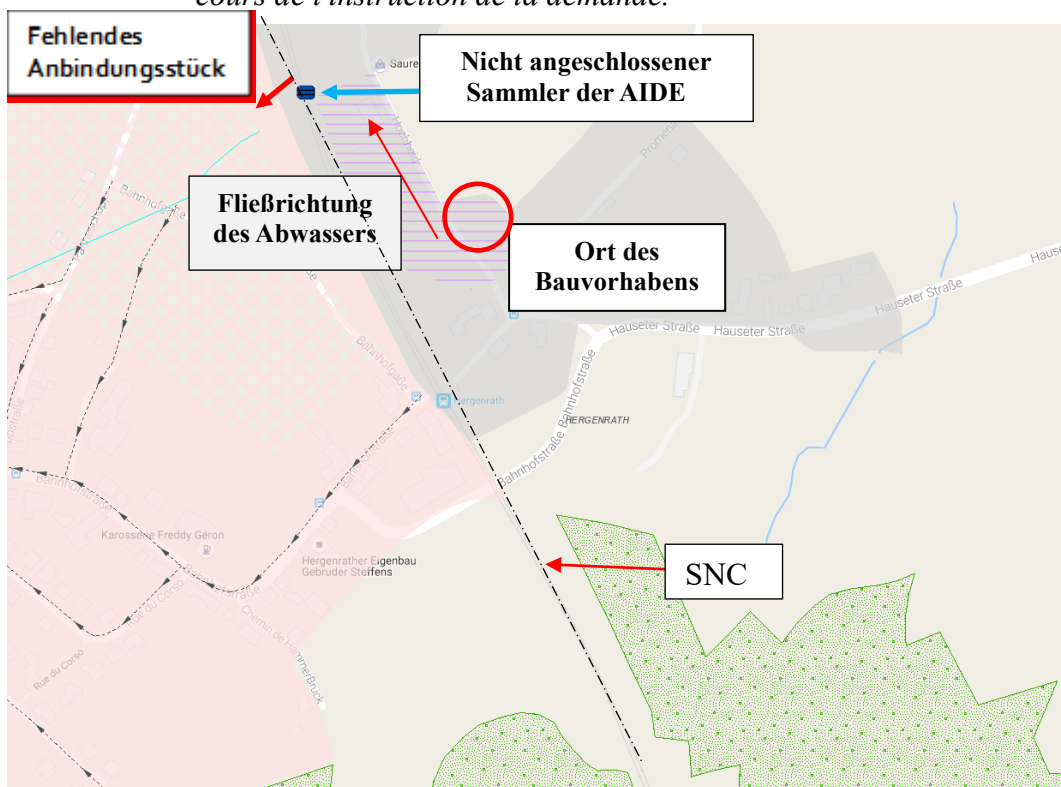 cours de l'instruction de la demande.
Fehlendes
Anbindungsstück
Nicht angeschlossener
Sammler der AIDE
Saure
Hochfeld
Promena
Fließrichtung
des Abwassers
Ort des
Bauvorhabens
Bahnhofstraße
Hause
Hauseter Straße
Hauseter Straße Hauseter Straße
Bahnhofstraße
Hergenrath
HERGENRATH
Bahnhofstraße Bahnhofstraße
Bahnhofstraße
Bahnhofstraße
Karosserie Freddy Géron
Hergenrather Eigenbau
Gebruder Steffens
SNC
Rue du Corso
Chemin de Hammerbrück
Rue du Corso